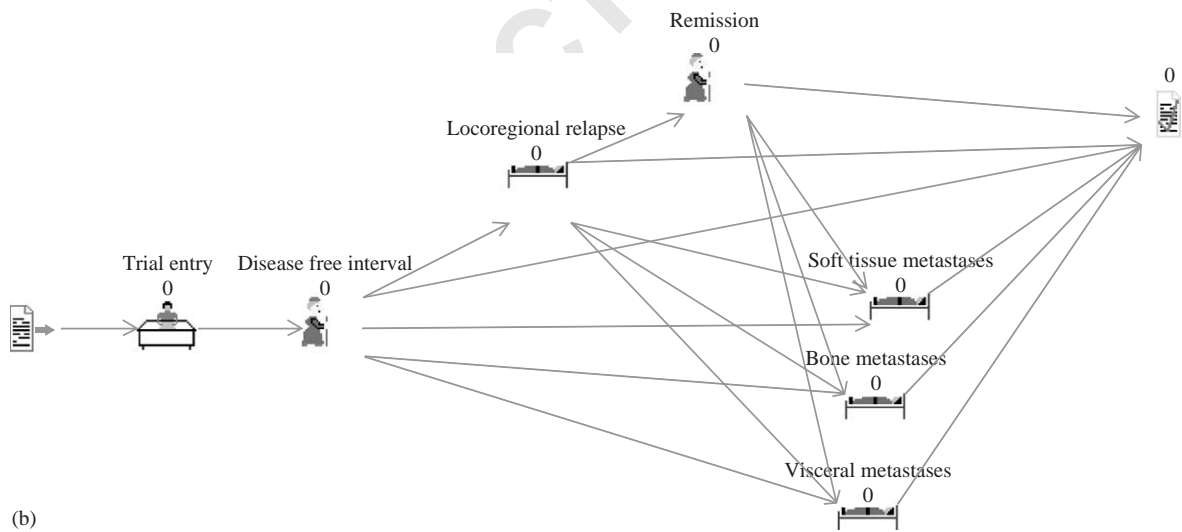 Remission
0
0
Locoregional relapse
0
Trial entry
0
Disease free interval
0
Soft tissue metastases
0
Bone metastases
0
Visceral metastases
0
(b)